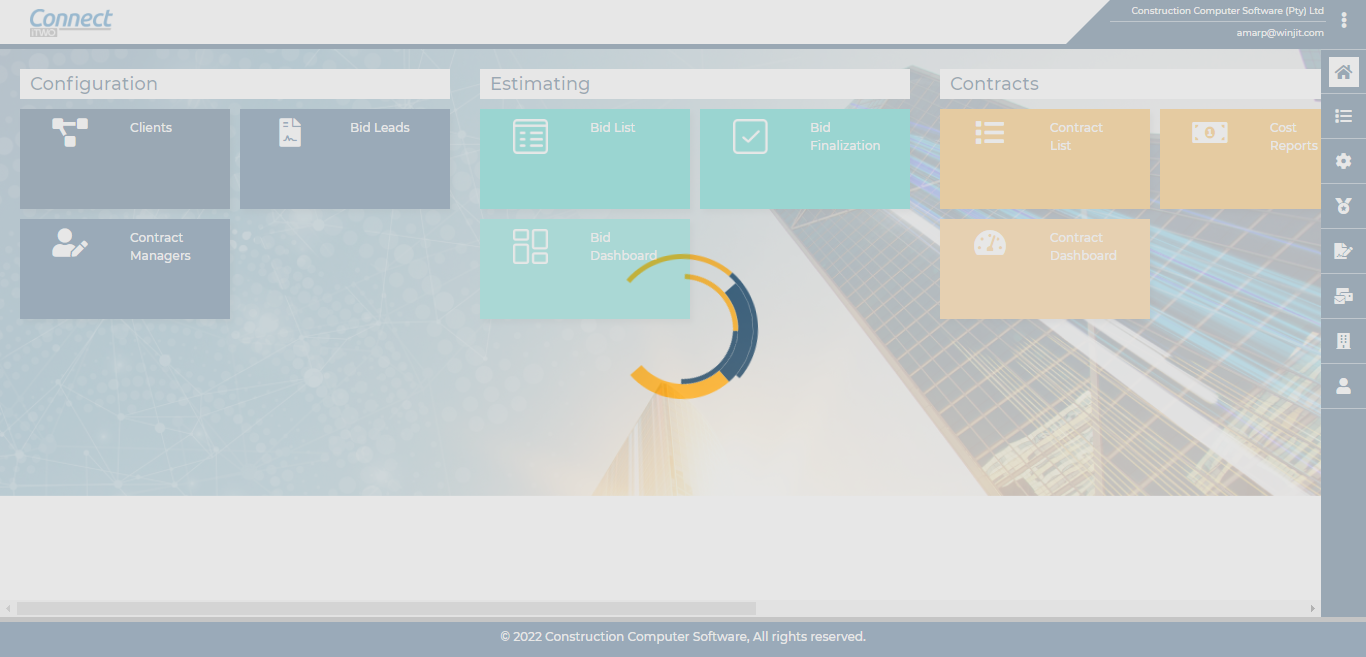 Connect
iTWO
Construction Computer Software (Pty) Ltd
amarp@winjit.com
Configuration
Estimating
Contracts
Clients
Bid Leads
Bid List
Bid
Finalization
Contract
List
Cost
Reports
Contract
Managers
Bid
Dashboard
Contract
Dashboard
© 2022 Construction Computer Software, All rights reserved.